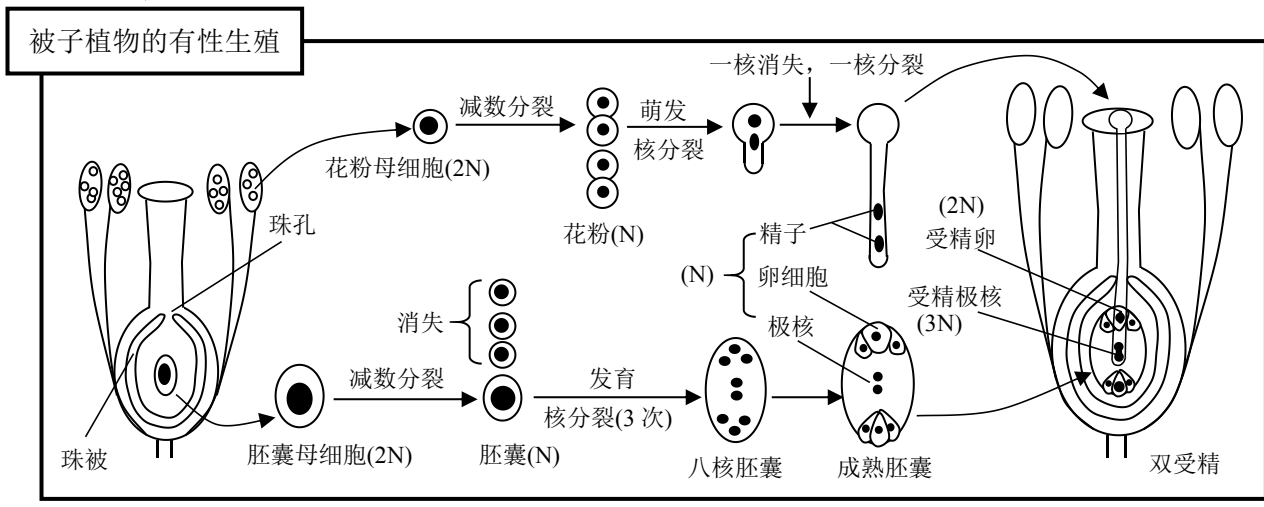 被子植物的有性生殖
一核消失，一核分裂
减数分裂
萌发
核分裂
花粉母细胞(2N)
花粉(N)
珠孔
精子
(N)
卵细胞
极核
(2N)
受精卵
受精极核
(3N)
消失
减数分裂
发育
核分裂(3 次)
珠被
胚囊母细胞(2N)
胚囊(N)
八核胚囊
成熟胚囊
双受精